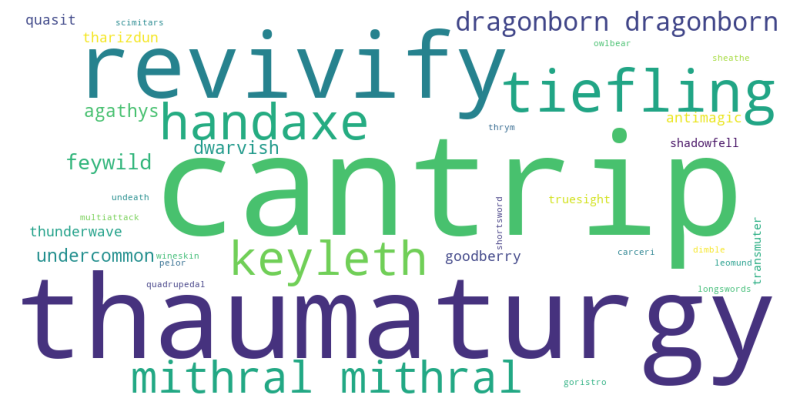 quasit
scimitars
dragonborn dragonborn
tharizdun
revivify
owlbear
sheathe
tiefling
agathys
handaxe
antimagic
thrym
dwarvish
shadowfell
feywild
cantrip
undeath
truesight
shortsword
multiattack
thunderwave
transmuter
undercommon
wineskin
pelor
keyleth
goodberry
carceri
dimble
leomund
quadrupedal
thaumaturgy
longswords
mithral mithral
goristro